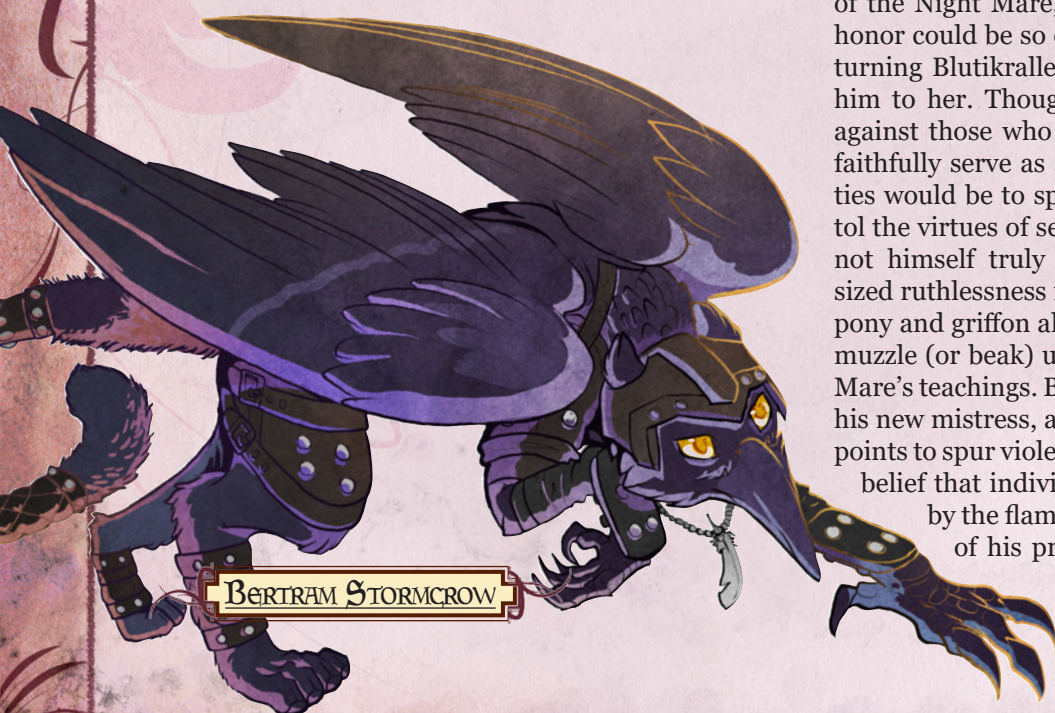 of the Night Mare,
honor could be so
turning Blutikralle
him to her. Thoug
against those who
faithfully serve as
ties would be to sp
tol the virtues of se
not himself truly
sized ruthlessness
pony and griffon al
muzzle (or beak) u
Mare's teachings. B
his new mistress, a
points to spur viole
belief that indivi
by the flam
of his pr
Bertram Stormcrow